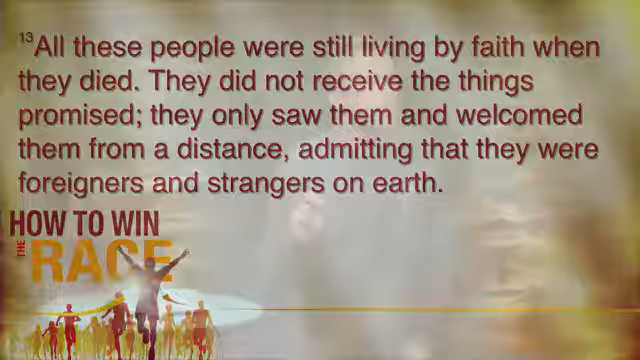 ¹³All these people were still living by faith when
they died. They did not receive the things
promised; they only saw them and welcomed
them from a distance, admitting that they were
foreigners and strangers on earth.
HOW TO WIN
THE RACE